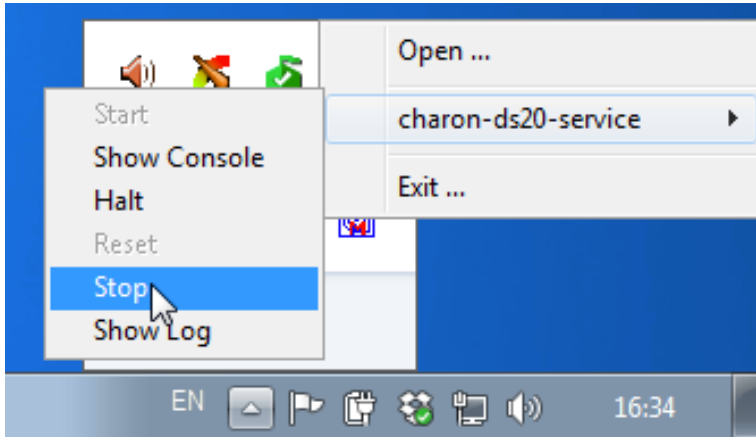 Open ...
charon-ds20-service
Exit ...
Start
Show Console
Halt
Reset
Stop
Show Log
EN
16:34